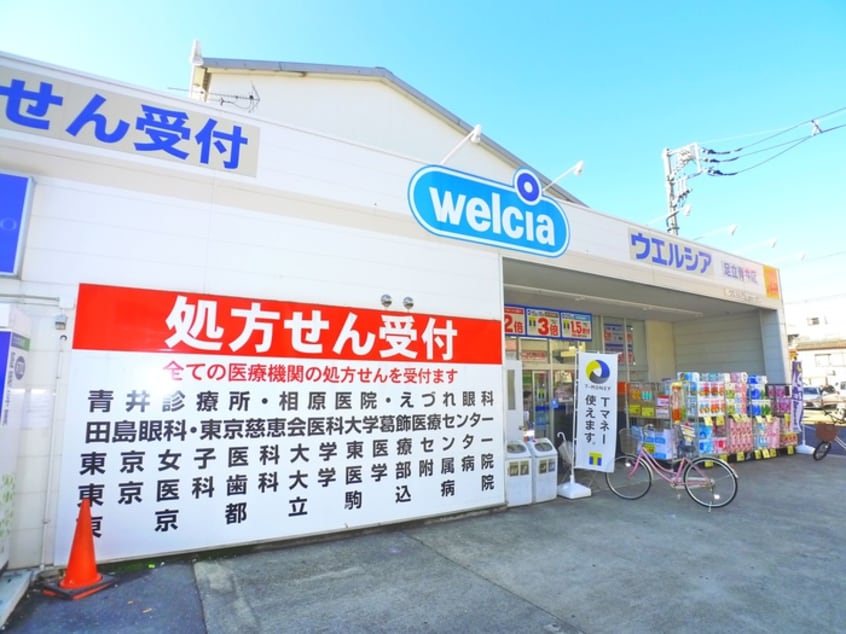 せん受付
welcia
ウエルシア
足立青井店
処方せん受付
全ての医療機関の処方せんを受付ます
青井診療所・相原医院・えづれ眼科
田島眼科・東京慈恵会医科大学葛飾医療センター
東京女子医科大学東医療センター
東京医科歯科大学医学部附属病院
東京都立駒込病院
2倍
3倍
1.5倍
T-MONEY
Tマネー
使えます。